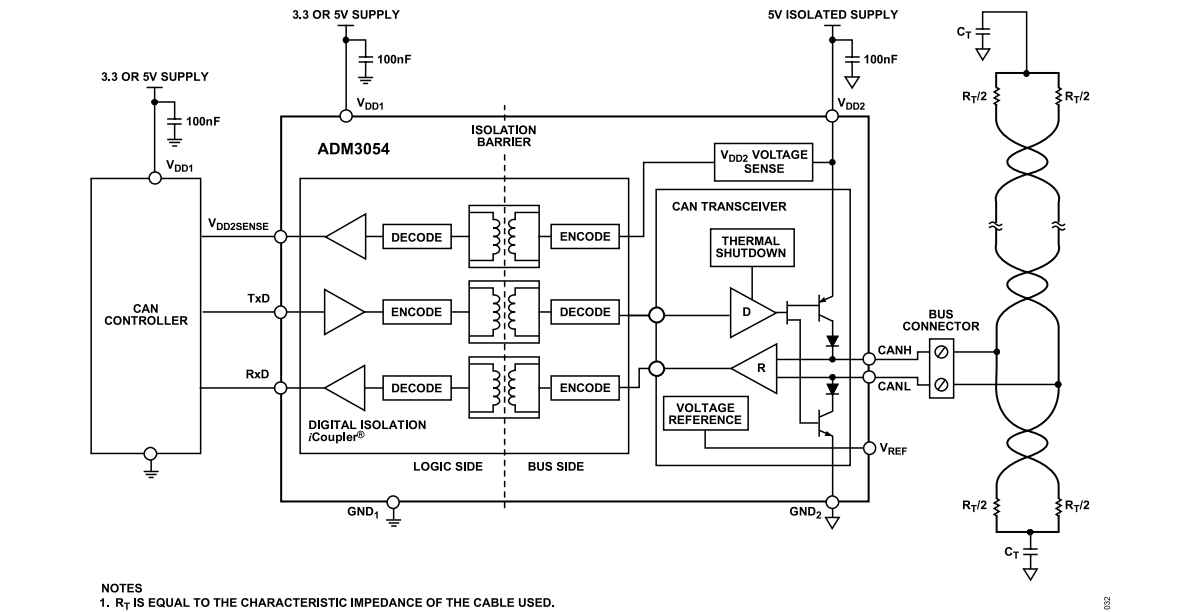 3.3 OR 5V SUPPLY
100nF
5V ISOLATED SUPPLY
100nF
3.3 OR 5V SUPPLY
100nF
VDD1
VDD1
VDD2
CT
RT/2
RT/2
ADM3054
ISOLATION
BARRIER
VDD2 VOLTAGE
SENSE
CAN TRANSCEIVER
THERMAL
SHUTDOWN
VDD2SENSE
DECODE
ENCODE
CAN
CONTROLLER
TxD
ENCODE
DECODE
D
BUS
CONNECTOR
CANH
CANL
RxD
DECODE
ENCODE
R
VOLTAGE
REFERENCE
DIGITAL ISOLATION
iCoupler®
LOGIC SIDE
BUS SIDE
VREF
GND1
GND2
RT/2
RT/2
CT
NOTES
1. RT IS EQUAL TO THE CHARACTERISTIC IMPEDANCE OF THE CABLE USED.
032